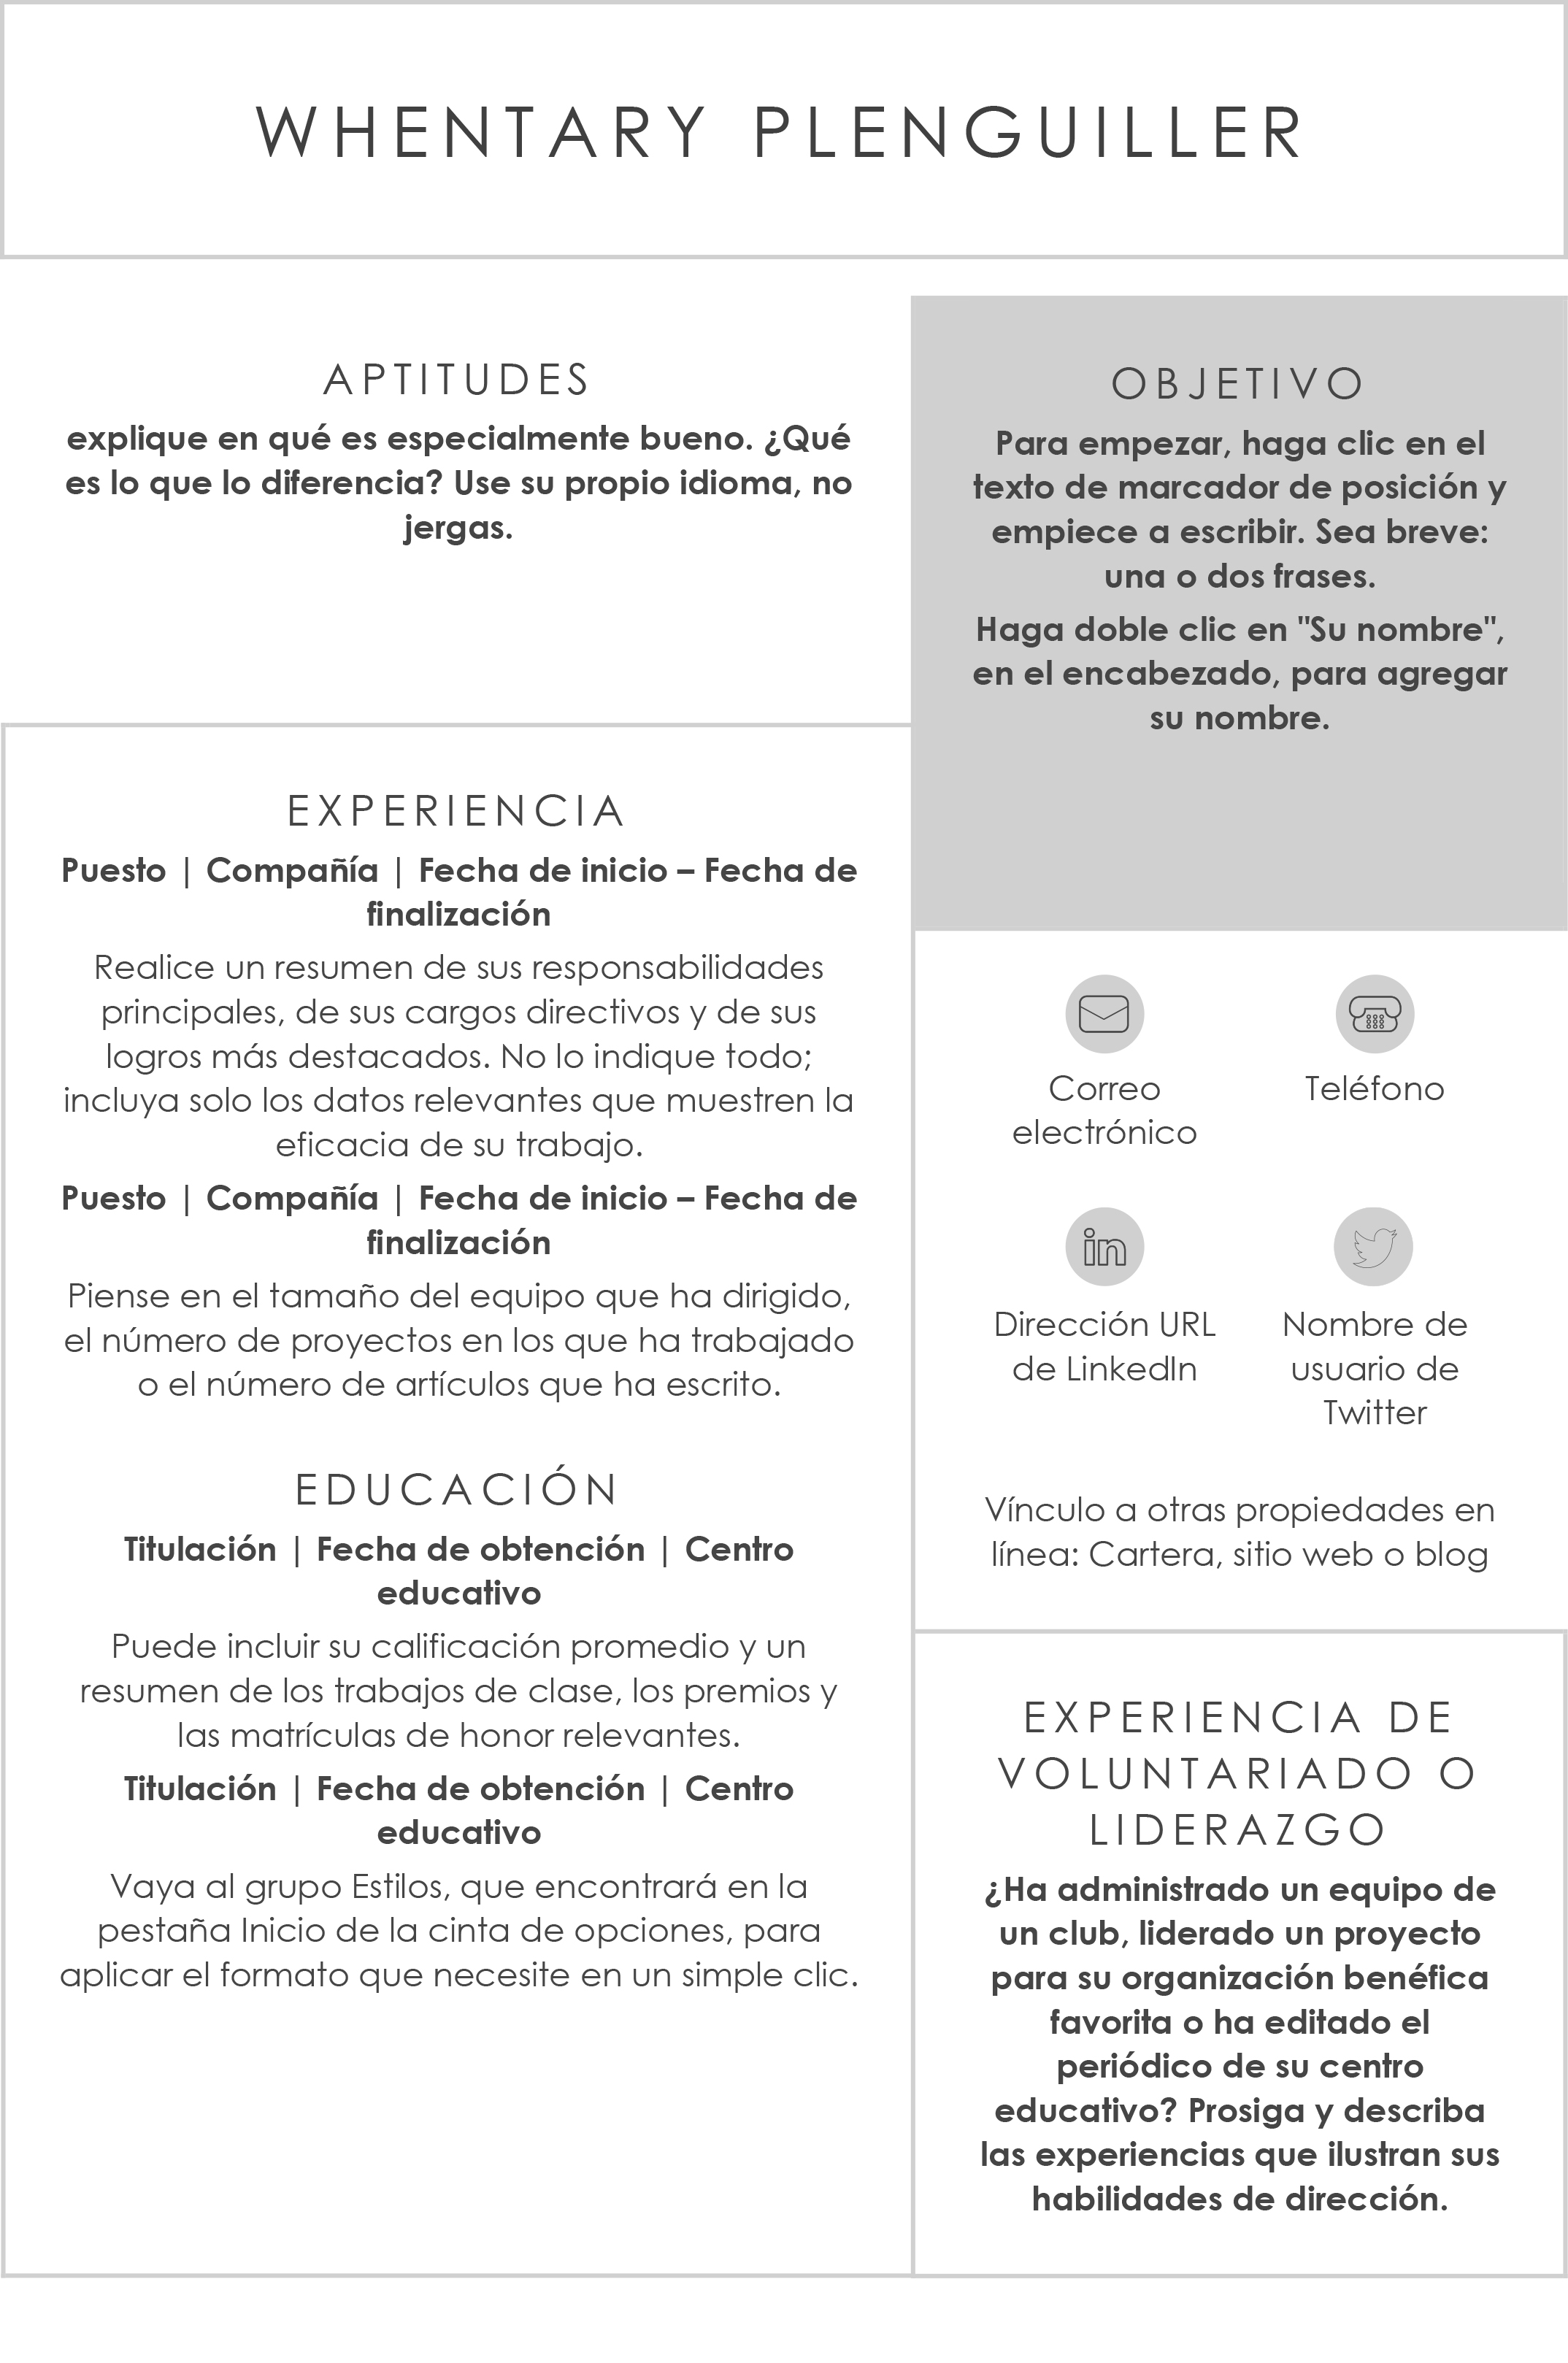 WHENTARY PLENGUILLER
APTITUDES
explique en qué es especialmente bueno. ¿Qué
es lo que lo diferencia? Use su propio idioma, no
jergas.
EXPERIENCIA
Puesto | Compañía | Fecha de inicio – Fecha de
finalización
Realice un resumen de sus responsabilidades
principales, de sus cargos directivos y de sus
logros más destacados. No lo indique todo;
incluya solo los datos relevantes que muestren la
eficacia de su trabajo.
Puesto | Compañía | Fecha de inicio – Fecha de
finalización
Piense en el tamaño del equipo que ha dirigido,
el número de proyectos en los que ha trabajado
o el número de artículos que ha escrito.
EDUCACIÓN
Titulación | Fecha de obtención | Centro
educativo
Puede incluir su calificación promedio y un
resumen de los trabajos de clase, los premios y
las matrículas de honor relevantes.
Titulación | Fecha de obtención | Centro
educativo
Vaya al grupo Estilos, que encontrará en la
pestaña Inicio de la cinta de opciones, para
aplicar el formato que necesite en un simple clic.
OBJETIVO
Para empezar, haga clic en el
texto de marcador de posición y
empiece a escribir. Sea breve:
una o dos frases.
Haga doble clic en "Su nombre",
en el encabezado, para agregar
su nombre.
Correo
electrónico
Teléfono
in
Dirección URL
de LinkedIn
Nombre de
usuario de
Twitter
Vínculo a otras propiedades en
línea: Cartera, sitio web o blog
EXPERIENCIA DE
VOLUNTARIADO O
LIDERAZGO
¿Ha administrado un equipo de
un club, liderado un proyecto
para su organización benéfica
favorita o ha editado el
periódico de su centro
educativo? Prosiga y describa
las experiencias que ilustran sus
habilidades de dirección.